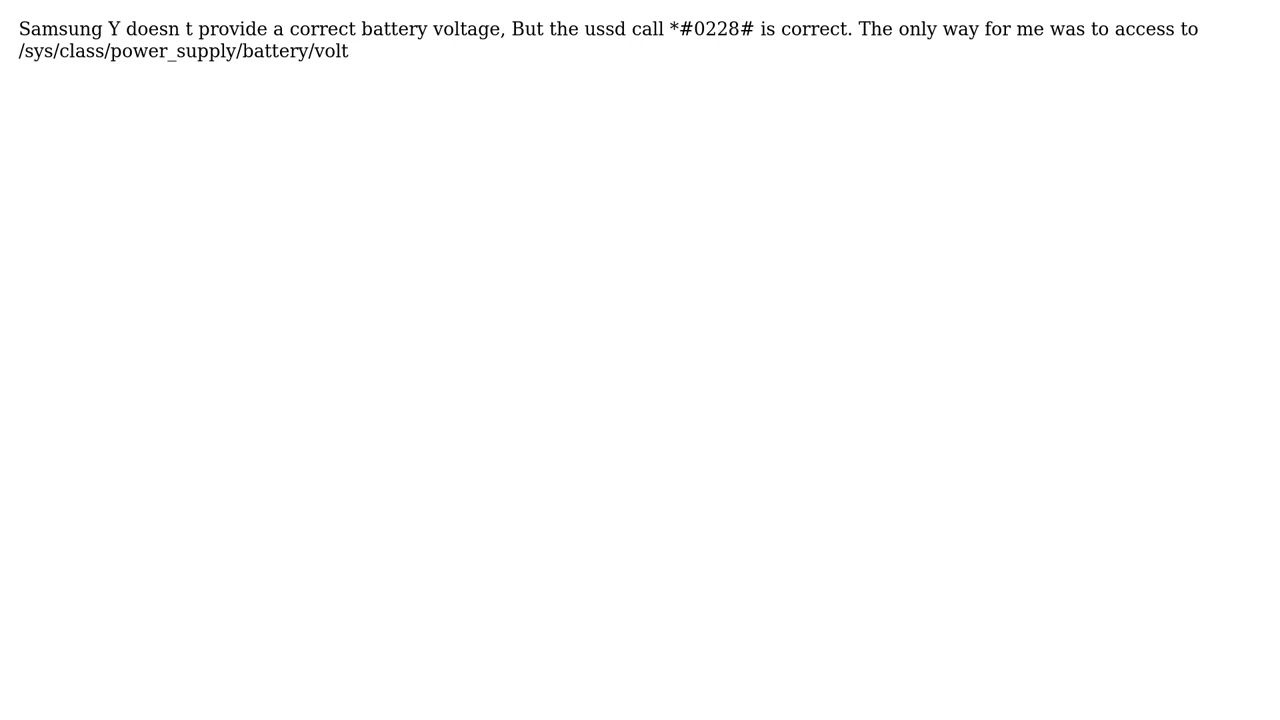 Samsung Y doesn t provide a correct battery voltage, But the ussd call *#0228# is correct. The only way for me was to access to
/sys/class/power_supply/battery/volt